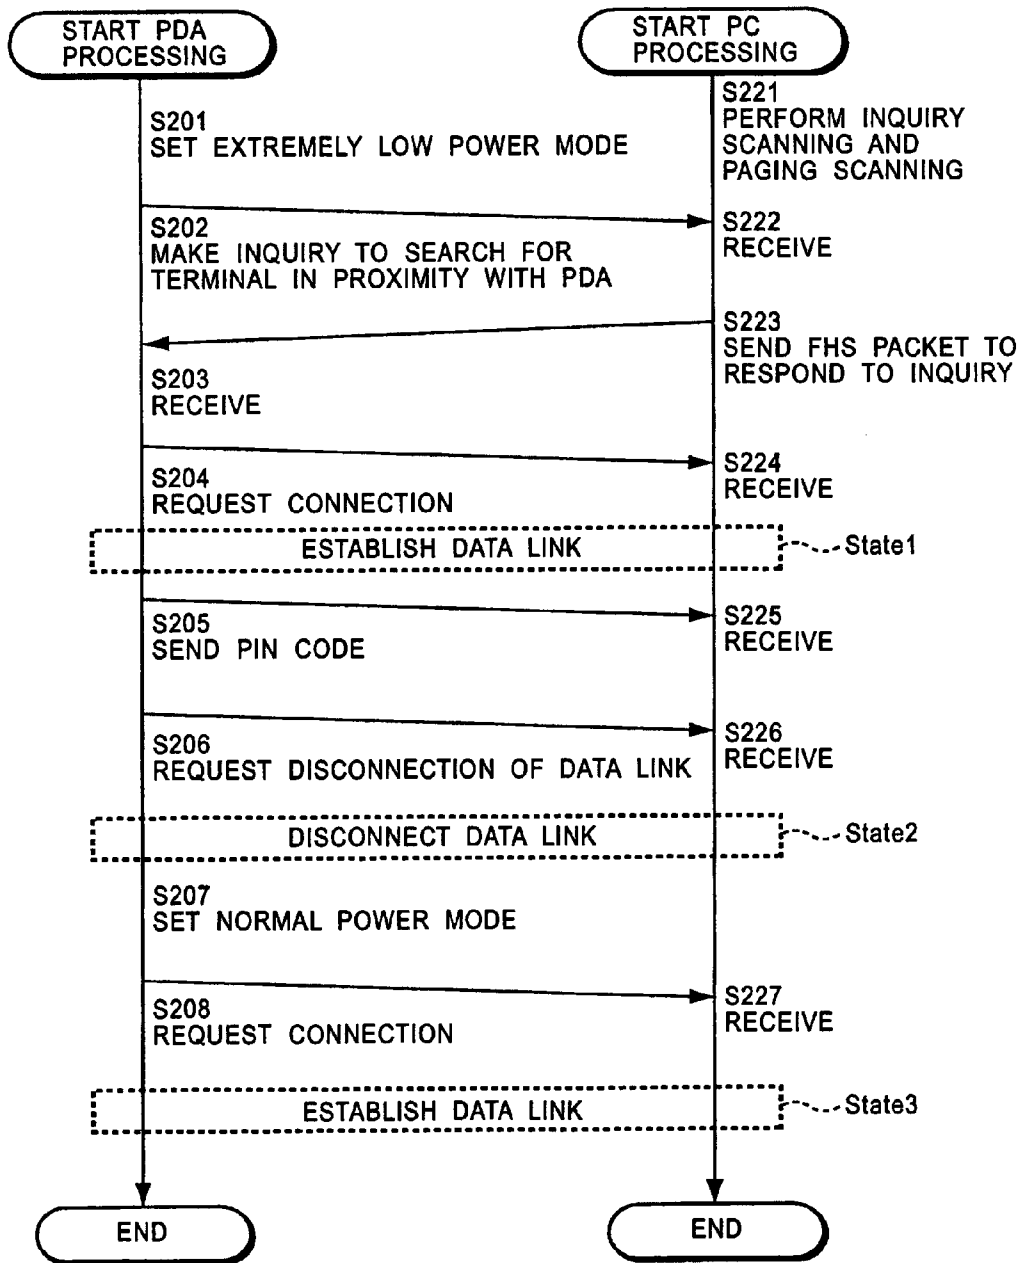 START PDA
PROCESSING
START PC
PROCESSING
S201
SET EXTREMELY LOW POWER MODE
S221
PERFORM INQUIRY
SCANNING AND
PAGING SCANNING
S202
MAKE INQUIRY TO SEARCH FOR
TERMINAL IN PROXIMITY WITH PDA
S222
RECEIVE
S223
SEND FHS PACKET TO
RESPOND TO INQUIRY
S203
RECEIVE
S204
REQUEST CONNECTION
S224
RECEIVE
ESTABLISH DATA LINK
State1
S205
SEND PIN CODE
S225
RECEIVE
S206
REQUEST DISCONNECTION OF DATA LINK
S226
RECEIVE
DISCONNECT DATA LINK
State2
S207
SET NORMAL POWER MODE
S208
REQUEST CONNECTION
S227
RECEIVE
ESTABLISH DATA LINK
State3
END
END